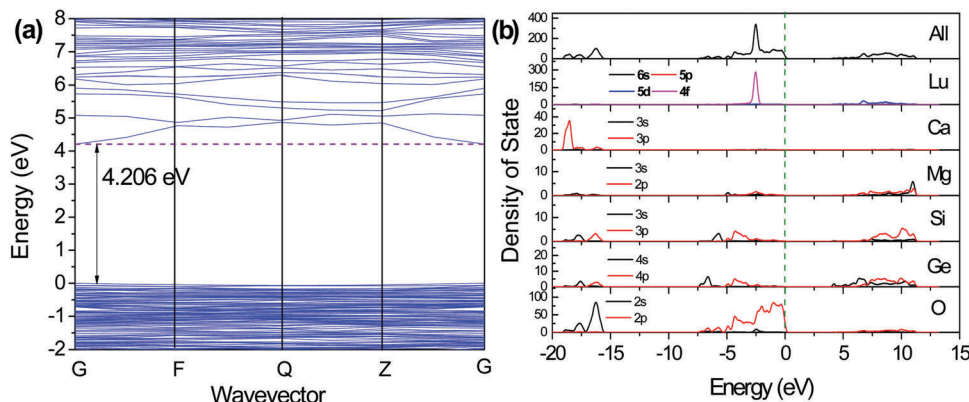 (a)
8
7
6
5
4
3
2
1
0
-1
-2
Energy (eV)
4.206 eV
G F Q Z G
Wavevector
(b)
Density of State
400
200
0
All
300
150
0
6s 5p
5d 4f
Lu
40
20
0
3s
3p
Ca
10
5
0
3s
2p
Mg
10
0
3s
3p
Si
20
10
0
4s
4p
Ge
100
50
0
2s
2p
O
-20 -15 -10 -5 0 5 10 15
Energy (eV)